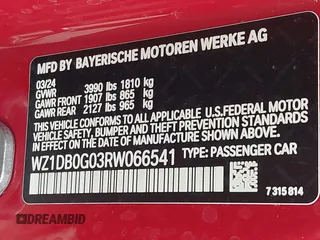 MFD BY BAYERISCHE MOTOREN WERKE AG
03/24
GVWR 3990 lbs 1810 kg
GAWR FRONT 1907 lbs 865 kg
GAWR REAR 2127 lbs 965 kg
THIS VEHICLE CONFORMS TO ALL APPLICABLE U.S.FEDERAL MOTOR
VEHICLE SAFETY, BUMPER AND THEFT PREVENTION STANDARDS
IN EFFECT ON THE DATE OF MANUFACTURE SHOWN ABOVE.
WZ1DB0G03RW066541 TYPE: PASSENGER CAR
7 315 814
DREAMBID